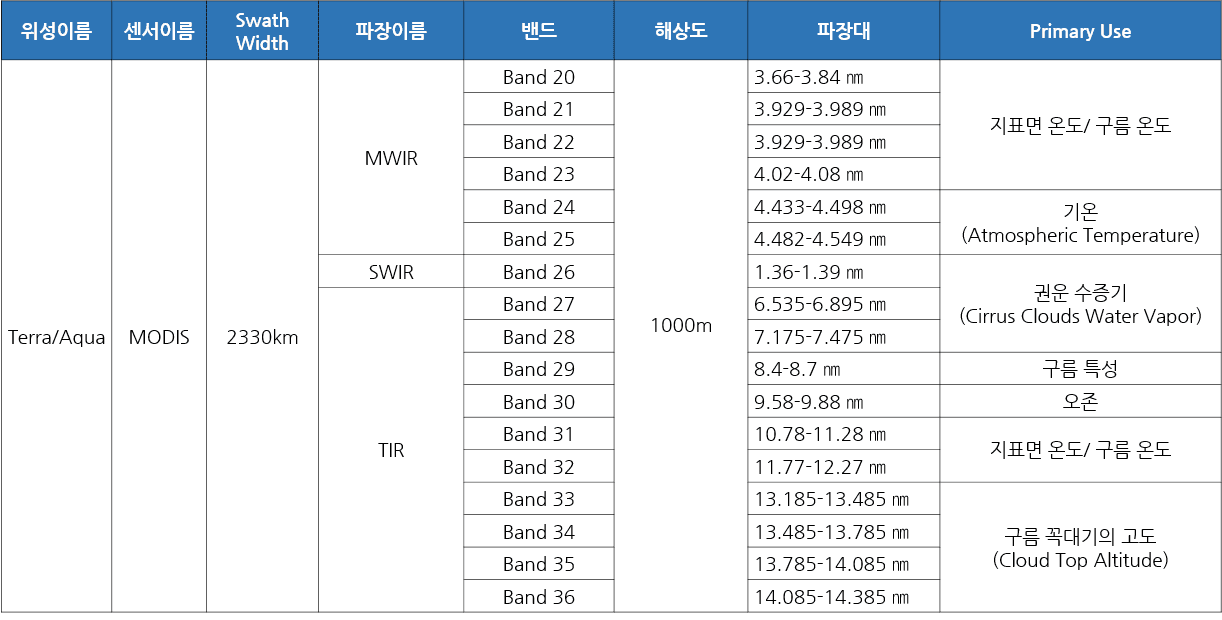 위성이름 센서이름 Swath Width 파장이름 밴드 해상도 파장대 Primary Use
Terra/Aqua MODIS 2330km MWIR Band 20 1000m 3.66-3.84 ㎚ 지표면 온도/ 구름 온도
Band 21 3.929-3.989 ㎚
Band 22 3.929-3.989 ㎚
Band 23 4.02-4.08 ㎚
Band 24 4.433-4.498 ㎚ 기온
(Atmospheric Temperature)
Band 25 4.482-4.549 ㎚
SWIR Band 26 1.36-1.39 ㎚ 권운 수증기
(Cirrus Clouds Water Vapor)
TIR Band 27 6.535-6.895 ㎚
Band 28 7.175-7.475 ㎚
Band 29 8.4-8.7 ㎚ 구름 특성
Band 30 9.58-9.88 ㎚ 오존
Band 31 10.78-11.28 ㎚ 지표면 온도/ 구름 온도
Band 32 11.77-12.27 ㎚
Band 33 13.185-13.485 ㎚ 구름 꼭대기의 고도
(Cloud Top Altitude)
Band 34 13.485-13.785 ㎚
Band 35 13.785-14.085 ㎚
Band 36 14.085-14.385 ㎚